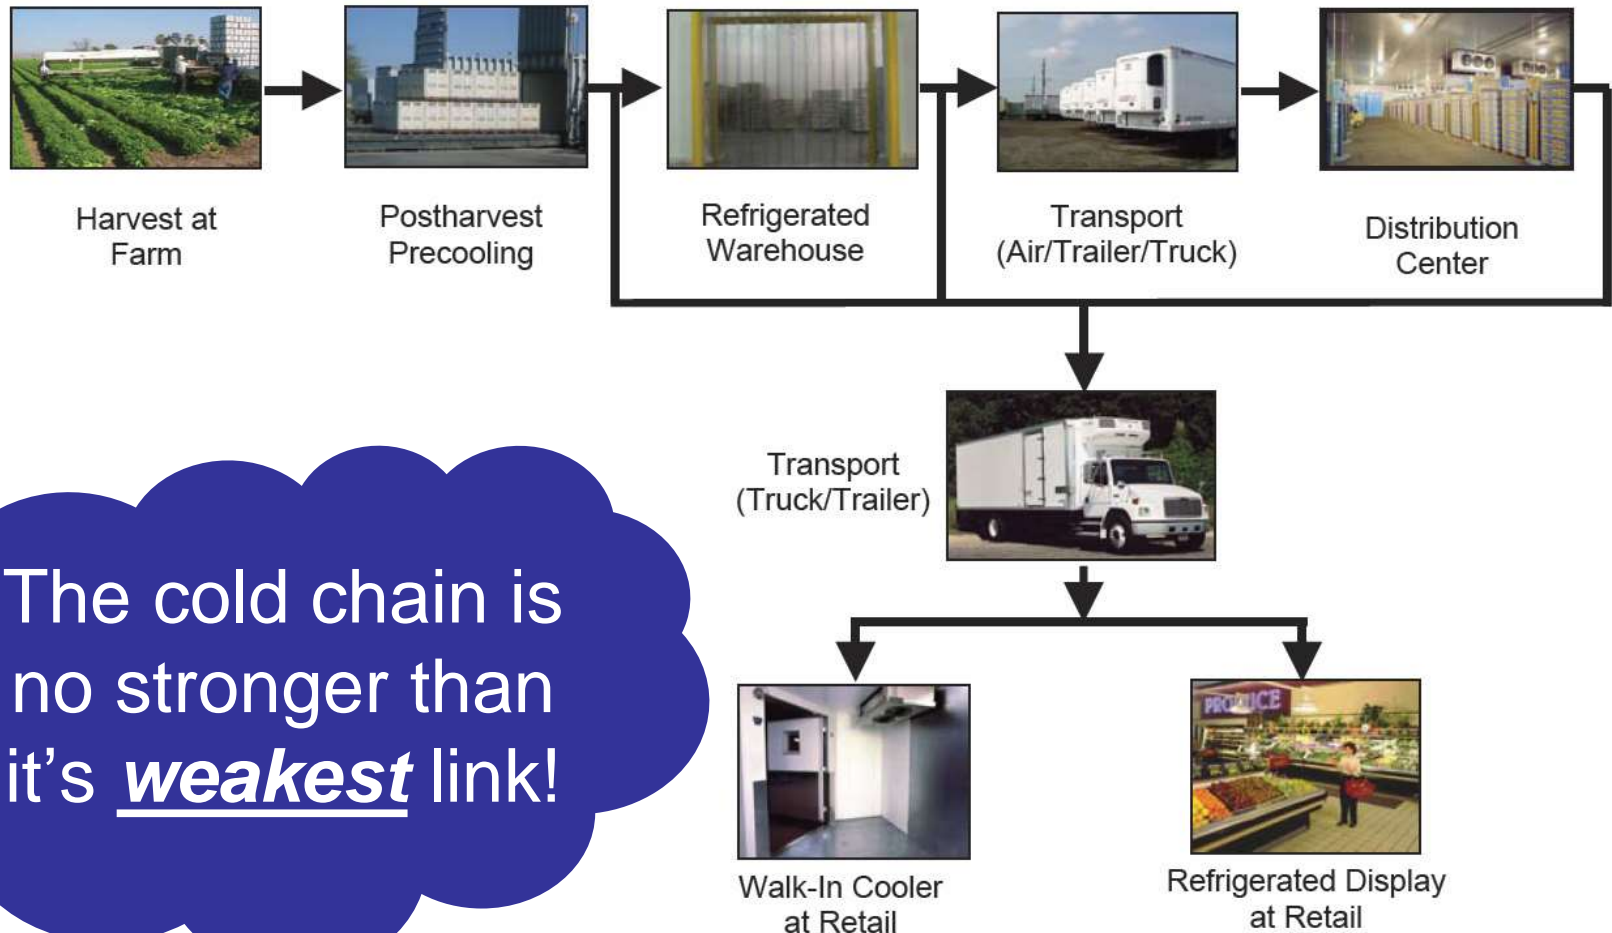 Harvest at
Farm
Postharvest
Precooling
Refrigerated
Warehouse
Transport
(Air/Trailer/Truck)
Distribution
Center
Transport
(Truck/Trailer)
The cold chain is
no stronger than
it's weakest link!
PRODUCE
Walk-In Cooler
at Retail
Refrigerated Display
at Retail